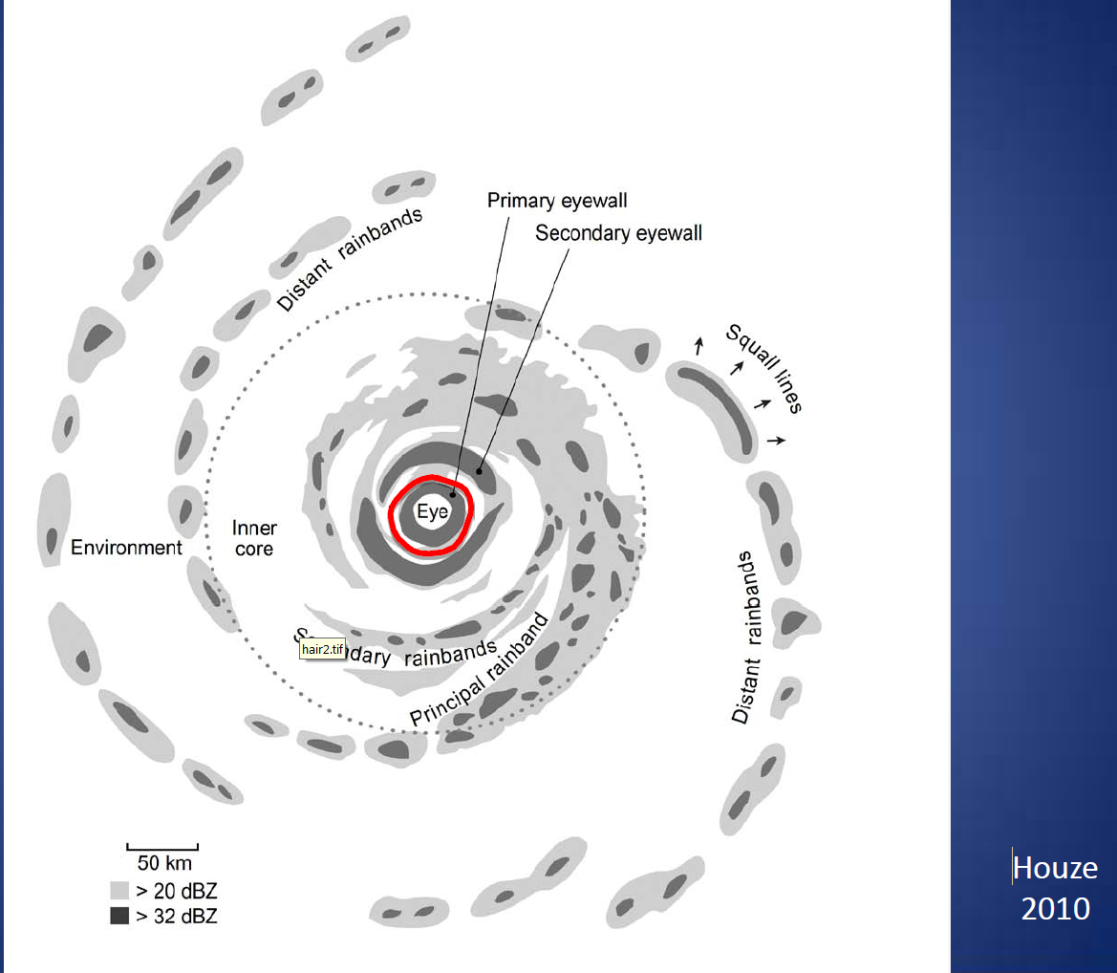 Primary eyewall
Secondary eyewall
Distant rainbands
Squall lines
Eye
Inner
core
Environment
hair2.tif
rainbands
Principal rainband
Distant rainbands
50 km
> 20 dBZ
> 32 dBZ
Houze
2010